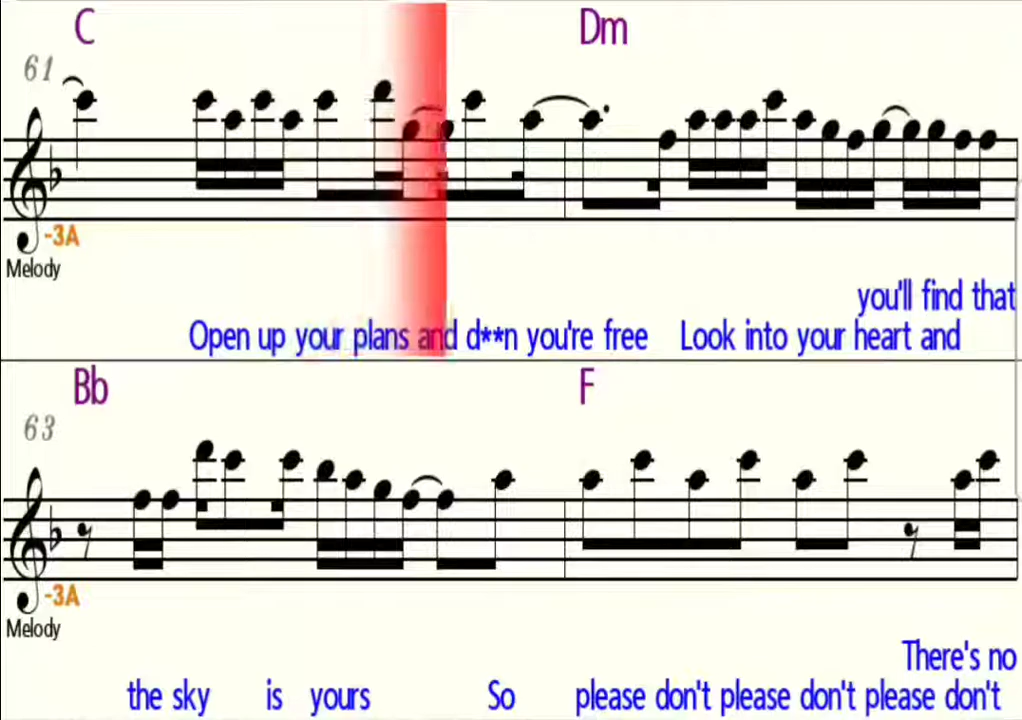 C Dm
61
-3A
Melody
you'll find that
Open up your plans and d**n you're free Look into your heart and
Bb F
63
-3A
Melody
There's no
the sky is yours So please don't please don't please don't